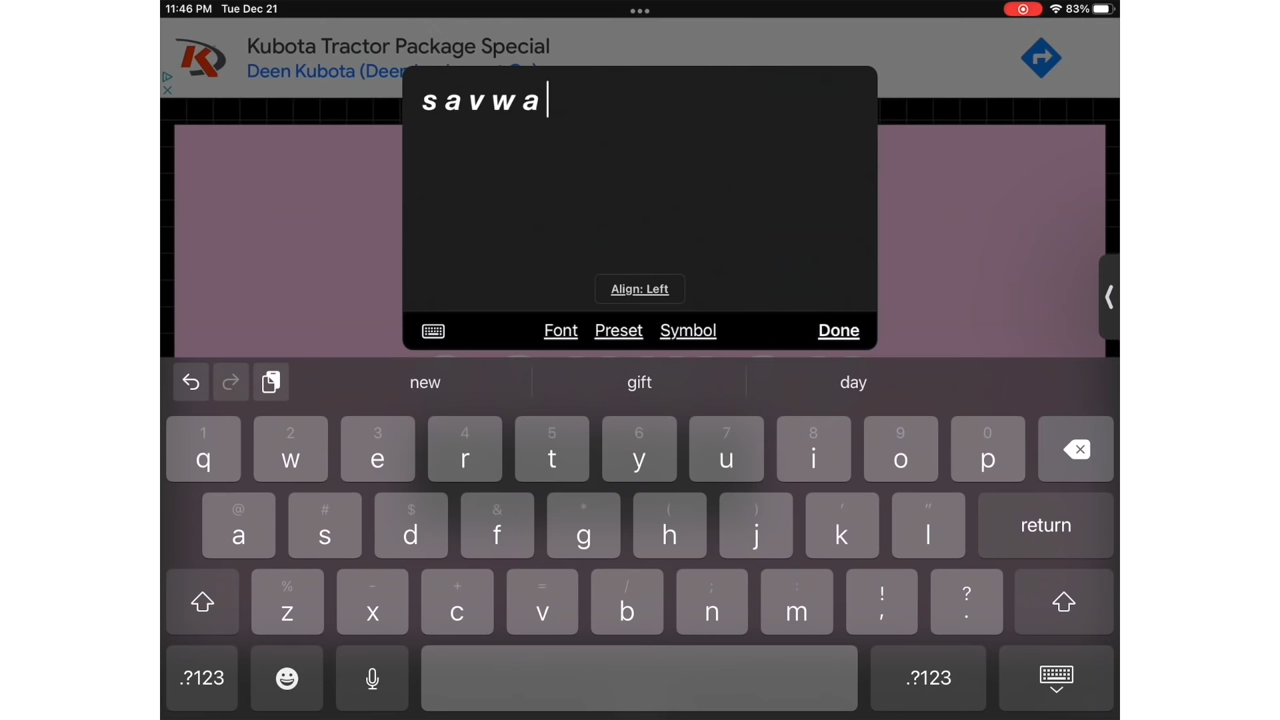 11:46 PM Tue Dec 21
83%
Kubota Tractor Package Special
Deen Kubota (Deer
s a v w a
Align: Left
Font Preset Symbol Done
new gift day
1 2 3 4 5 6 7 8 9 0
q w e r t y u i o p
@ # $ & * ( ) ' "
a s d f g h j k l return
% - + = / ; : ! ?
z x c v b n m , .
.?123 .?123